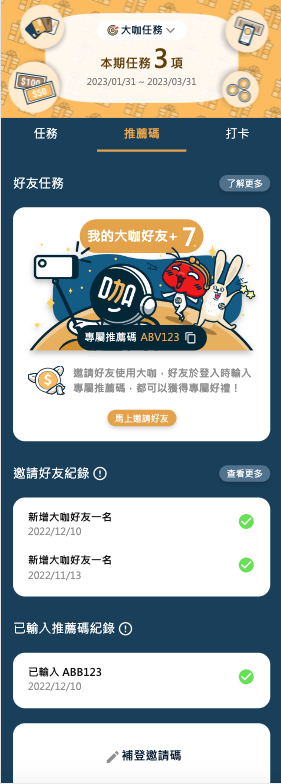 大咖任務
本期任務 3 項
2023/01/31 ~ 2023/03/31
$100
$50
任務
推薦碼
打卡
好友任務
了解更多
我的大咖好友+ 7
大咖
專屬推薦碼 ABV123
邀請好友使用大咖，好友於登入時輸入
專屬推薦碼，都可以獲得專屬好禮！
馬上邀請好友
邀請好友紀錄
查看更多
新增大咖好友一名
2022/12/10
新增大咖好友一名
2022/11/13
已輸入推薦碼紀錄
已輸入 ABB123
2022/12/10
補登邀請碼